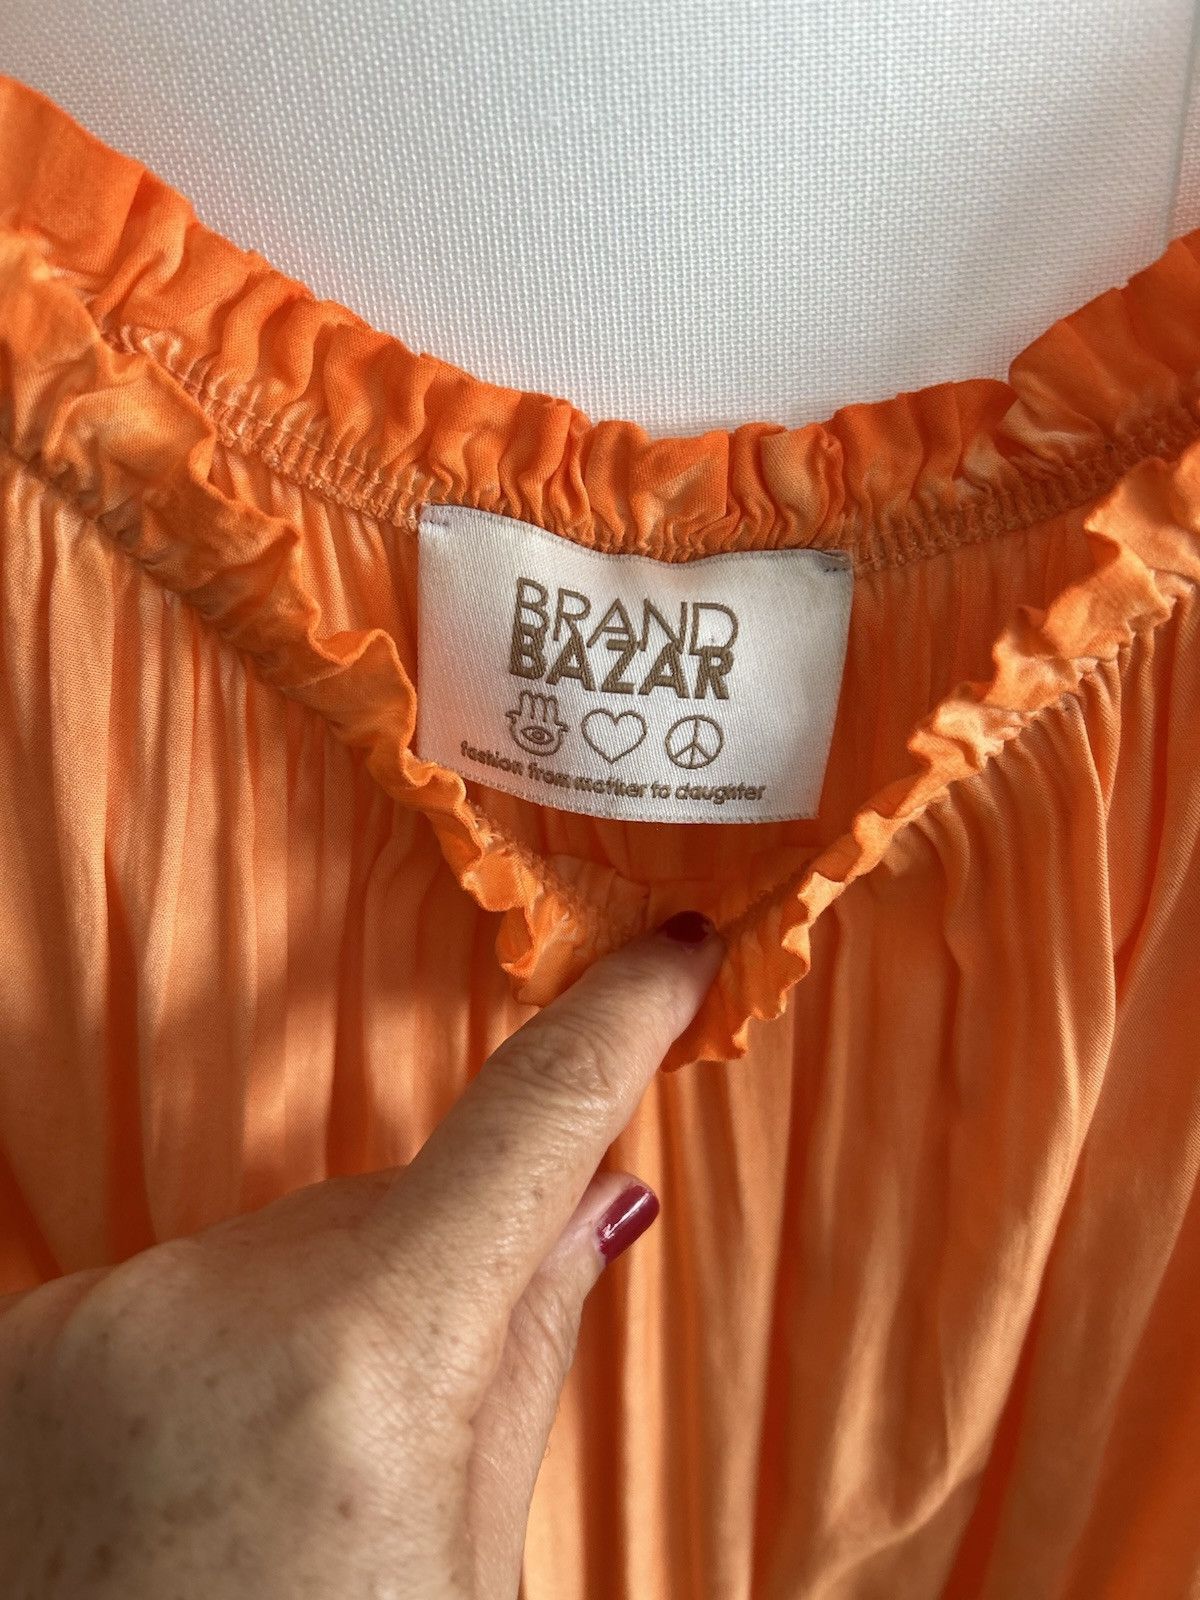 BRAND
BAZAR
fashion from mother to daughter